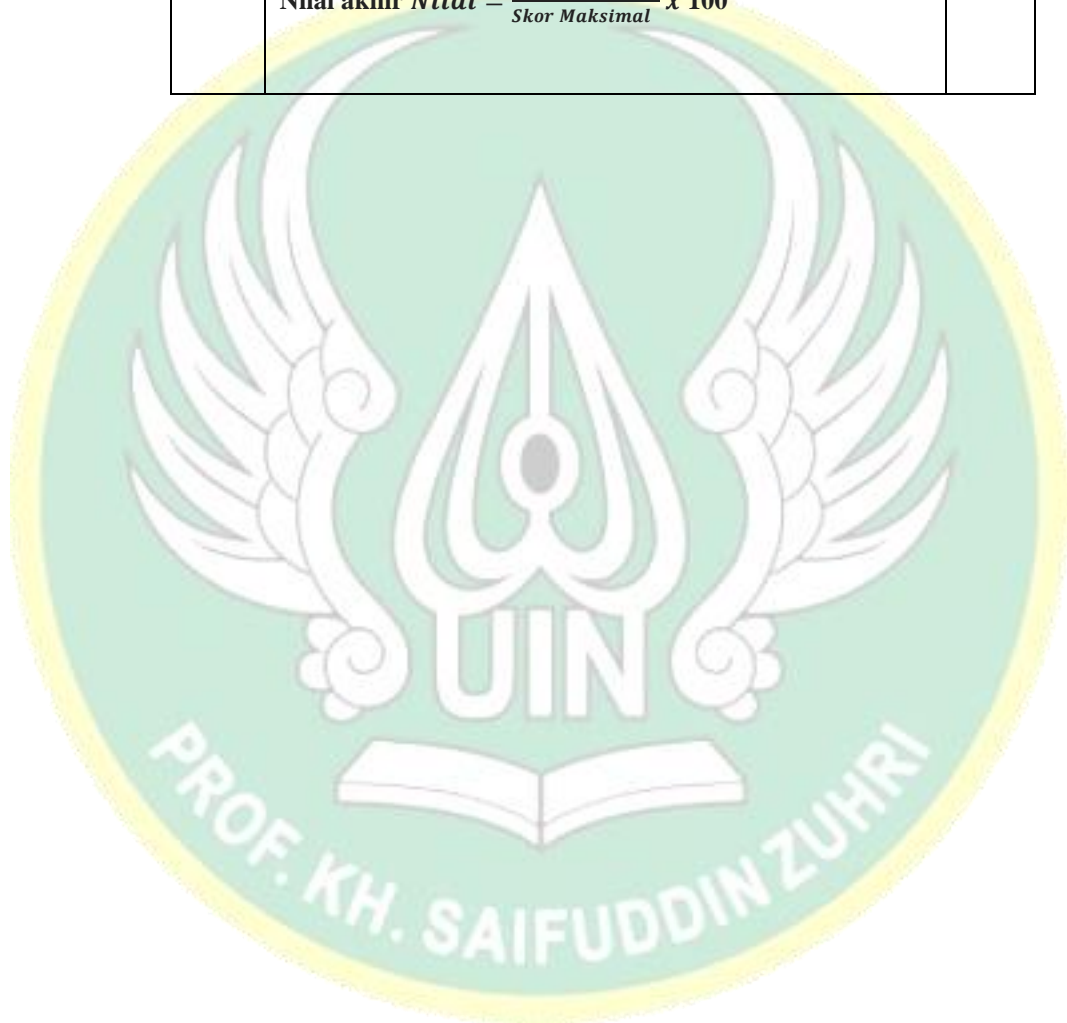 Nilai akhir Nilai = / Skor Maksimal x 100
UIN
PROF. KH. SAIFUDDIN ZUHRI